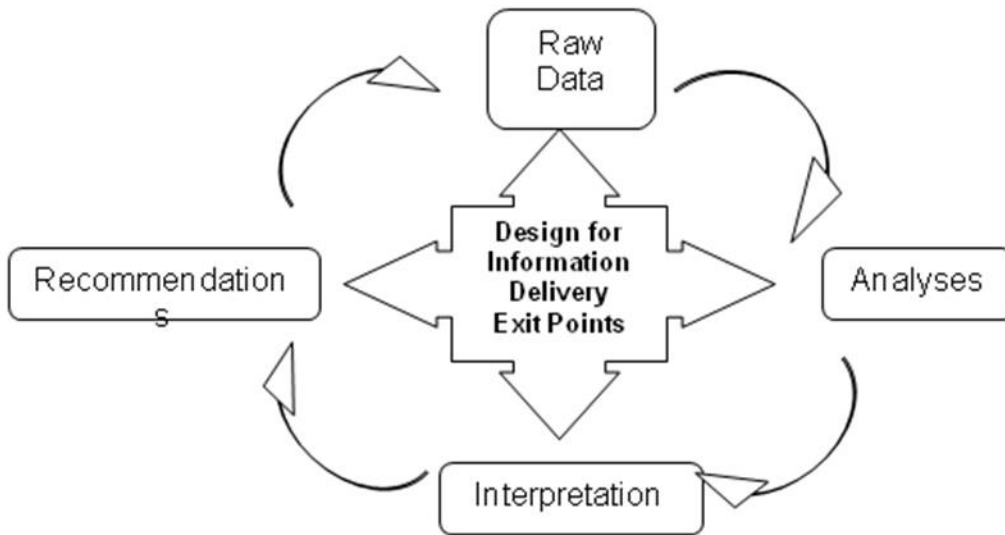 Raw
Data
Design for
Information
Delivery
Exit Points
Recommendation
s
Analyses
Interpretation